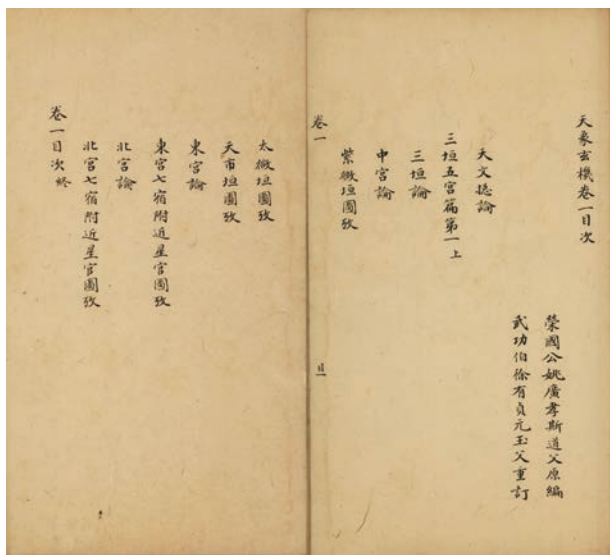 天象玄機卷一目次
榮國公姚廣孝斯道父原編
武功伯徐有貞元玉父重訂
天文總論
三垣五宮篇第一上
三垣論
中宮論
紫微垣圖攷
卷一
目一
太微垣圖攷
天市垣圖攷
東宮論
東宮七宿附近星官圖攷
北宮論
北宮七宿附近星官圖攷
卷一目次終